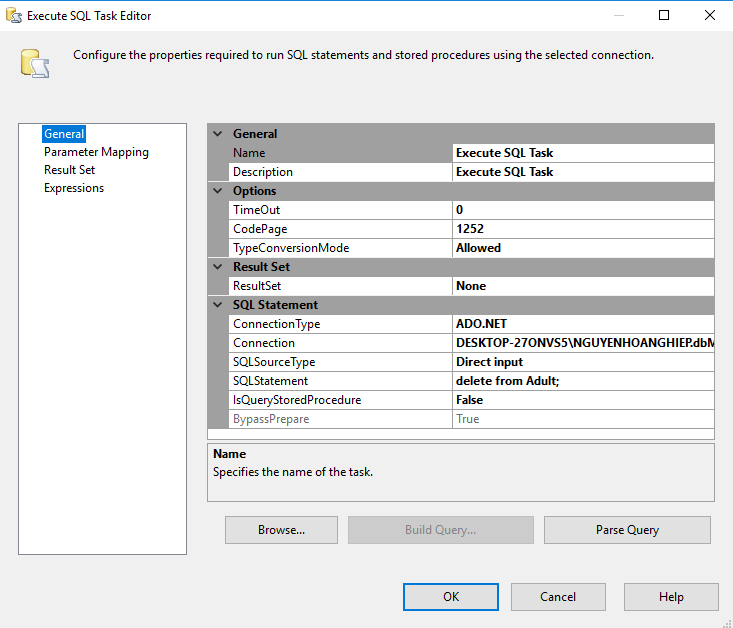 Execute SQL Task Editor
Configure the properties required to run SQL statements and stored procedures using the selected connection.
General
Parameter Mapping
Result Set
Expressions
General
Name Execute SQL Task
Description Execute SQL Task
Options
TimeOut 0
CodePage 1252
TypeConversionMode Allowed
Result Set
ResultSet None
SQL Statement
ConnectionType ADO.NET
Connection DESKTOP-27ONVS5\NGUYENHOANGHIEP.dbM
SQLSourceType Direct input
SQLStatement delete from Adult;
IsQueryStoredProcedure False
BypassPrepare True
Name
Specifies the name of the task.
Browse... Build Query... Parse Query
OK Cancel Help